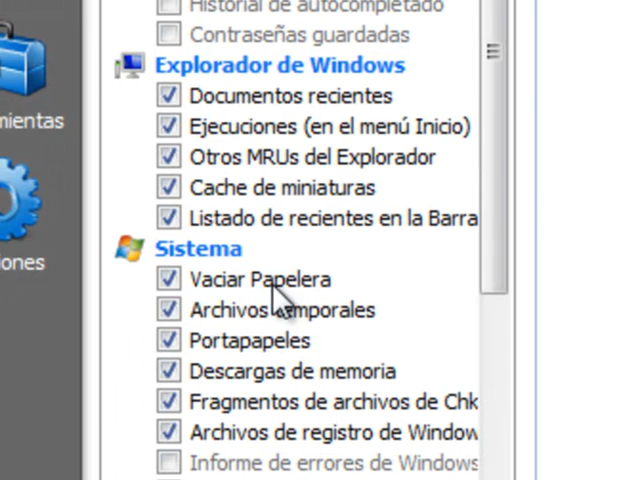 Historial de autocompletado
Contraseñas guardadas
Explorador de Windows
Documentos recientes
mientas
Ejecuciones (en el menú Inicio)
Otros MRUs del Explorador
Cache de miniaturas
Listado de recientes en la Barra
Sistema
iones
Vaciar Papelera
Archivos temporales
Portapapeles
Descargas de memoria
Fragmentos de archivos de Chk
Archivos de registro de Window
Informe de errores de Windows